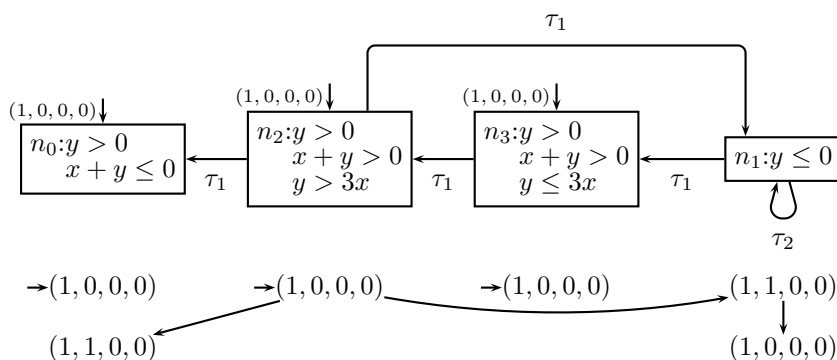 τ₁
(1, 0, 0, 0)
(1, 0, 0, 0)
(1, 0, 0, 0)
n₀:y > 0
x + y ≤ 0
n₂:y > 0
x + y > 0
y > 3x
n₃:y > 0
x + y > 0
y ≤ 3x
n₁:y ≤ 0
τ₁
τ₁
τ₁
τ₂
(1, 0, 0, 0)
(1, 0, 0, 0)
(1, 0, 0, 0)
(1, 1, 0, 0)
(1, 1, 0, 0)
(1, 0, 0, 0)